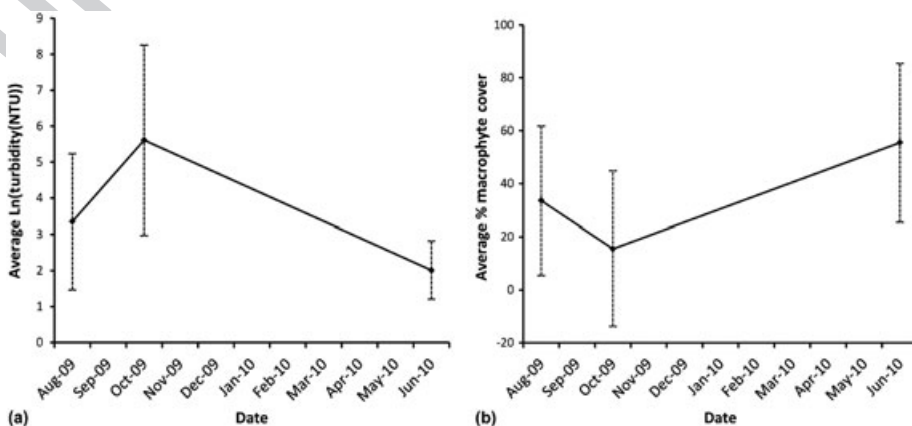 Average Ln(turbidity(NTU))
9
8
7
6
5
4
3
2
1
0
Aug-09
Sep-09
Oct-09
Nov-09
Dec-09
Jan-10
Feb-10
Mar-10
Apr-10
May-10
Jun-10
(a)
Date
Average % macrophyte cover
100
80
60
40
20
0
-20
Aug-09
Sep-09
Oct-09
Nov-09
Dec-09
Jan-10
Feb-10
Mar-10
Apr-10
May-10
Jun-10
(b)
Date